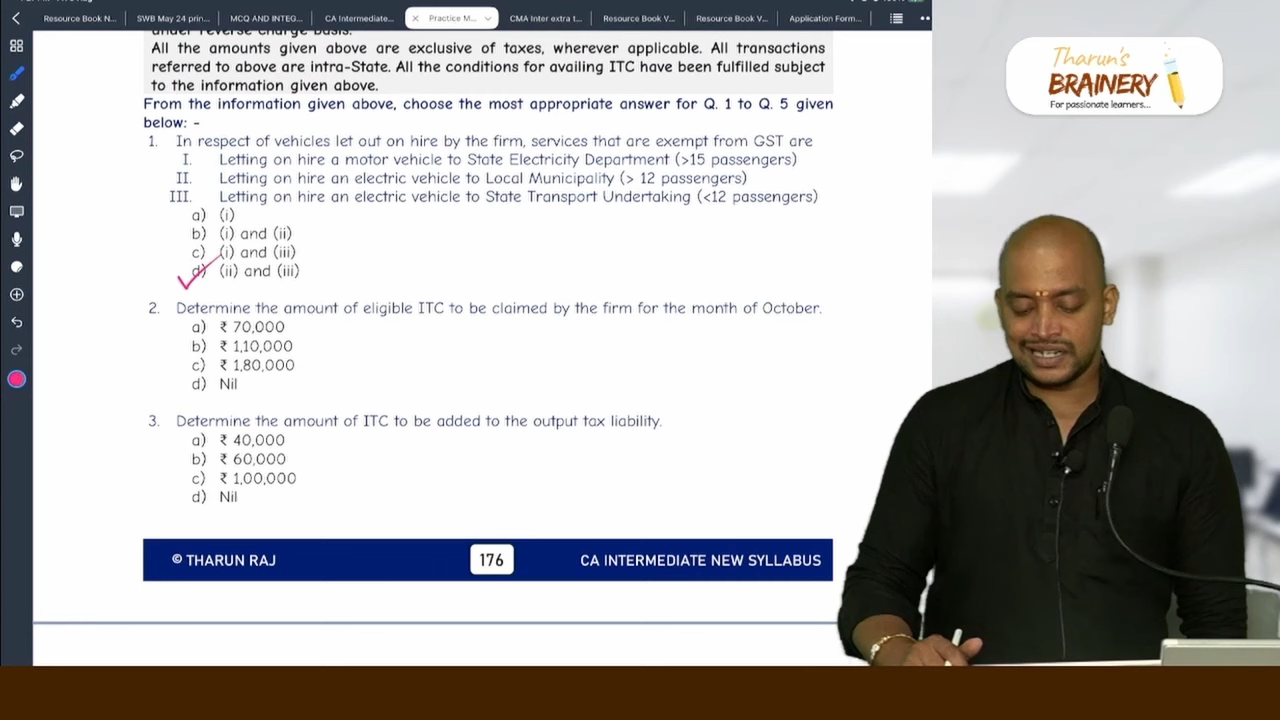 Resource Book N...
SWB May 24 prin...
MCQ AND INTEG...
CA Intermediate...
Practice M...
CMA Inter extra t...
Resource Book V...
Resource Book V...
Application Form...
under reverse charge basis.
All the amounts given above are exclusive of taxes, wherever applicable. All transactions
referred to above are intra-State. All the conditions for availing ITC have been fulfilled subject
to the information given above.
From the information given above, choose the most appropriate answer for Q. 1 to Q. 5 given
below: -
1. In respect of vehicles let out on hire by the firm, services that are exempt from GST are
I. Letting on hire a motor vehicle to State Electricity Department (>15 passengers)
II. Letting on hire an electric vehicle to Local Municipality (> 12 passengers)
III. Letting on hire an electric vehicle to State Transport Undertaking (<12 passengers)
a) (i)
b) (i) and (ii)
c) (i) and (iii)
d) (ii) and (iii)
2. Determine the amount of eligible ITC to be claimed by the firm for the month of October.
a) ₹ 70,000
b) ₹ 1,10,000
c) ₹ 1,80,000
d) Nil
3. Determine the amount of ITC to be added to the output tax liability.
a) ₹ 40,000
b) ₹ 60,000
c) ₹ 1,00,000
d) Nil
© THARUN RAJ
176
CA INTERMEDIATE NEW SYLLABUS
Tharun's
BRAINERY
For passionate learners...